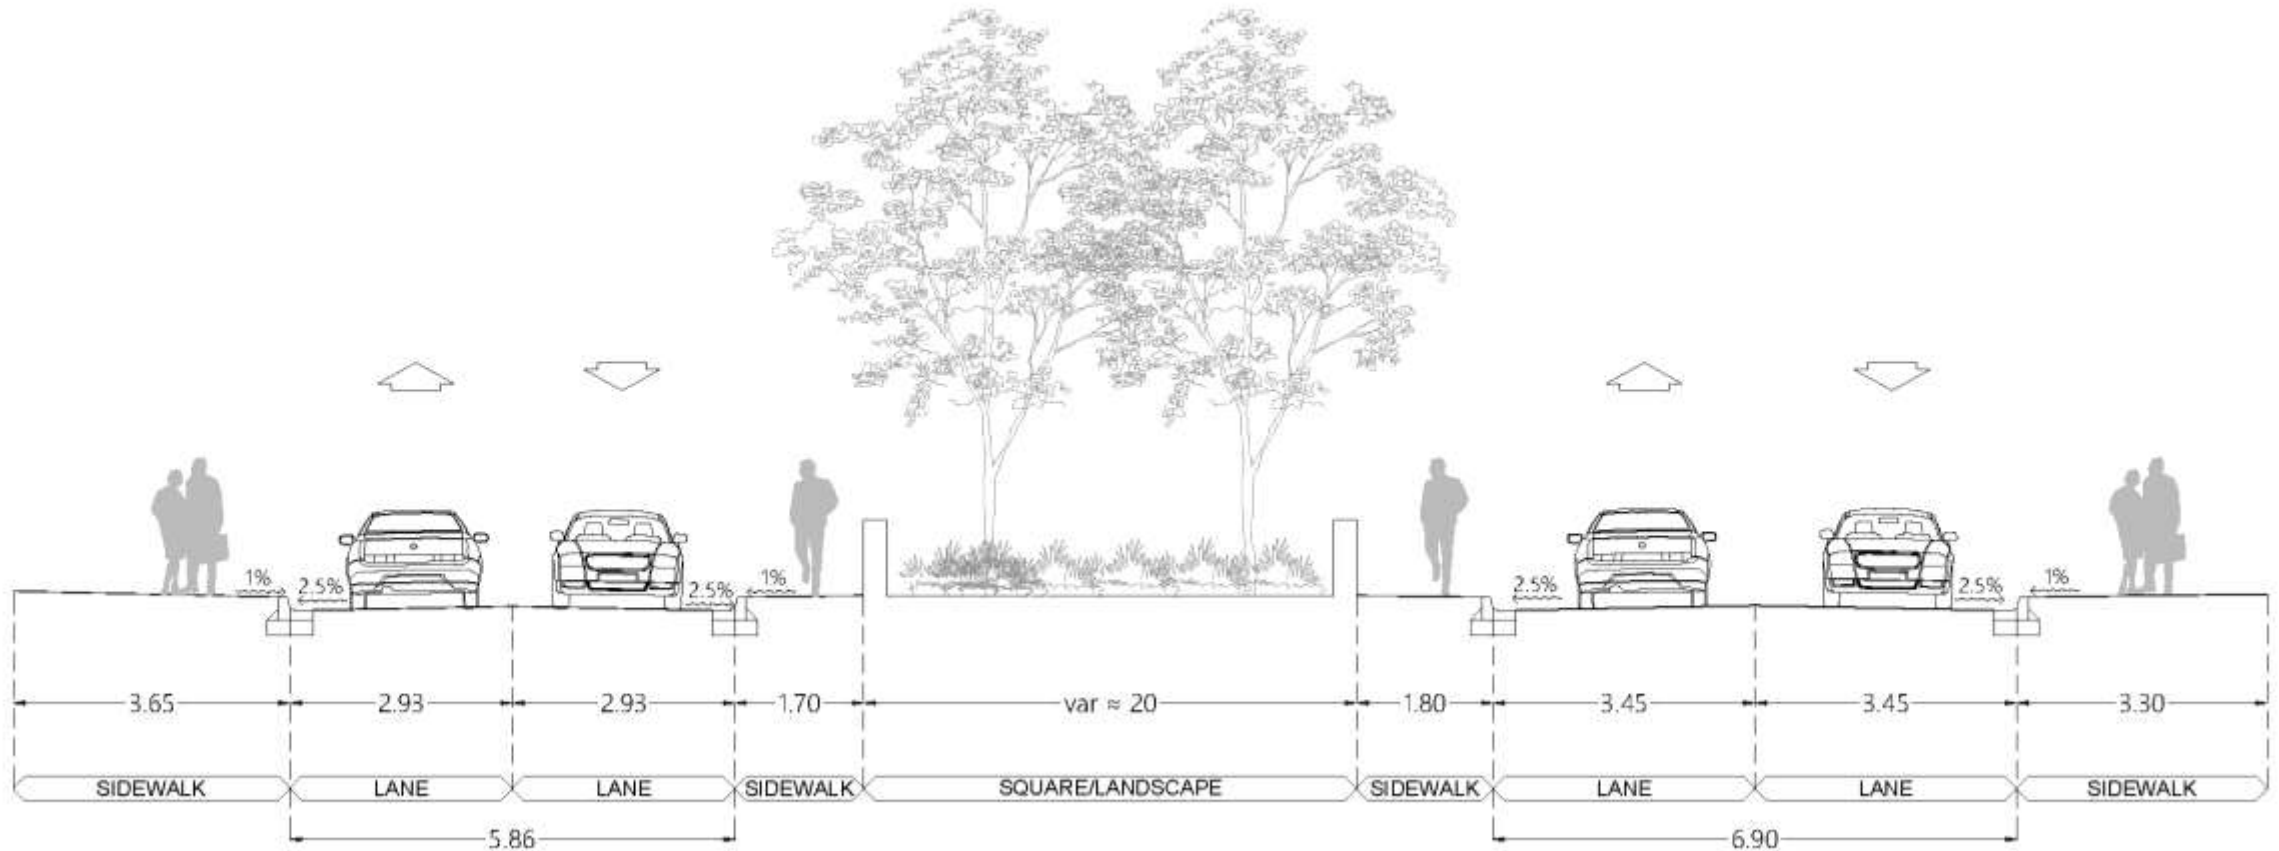 1% 2.5% 2.5% 1% 2.5% 2.5% 1%
3.65 2.93 2.93 1.70 var ≈ 20 1.80 3.45 3.45 3.30
SIDEWALK LANE LANE SIDEWALK SQUARE/LANDSCAPE SIDEWALK LANE LANE SIDEWALK
5.86 6.90